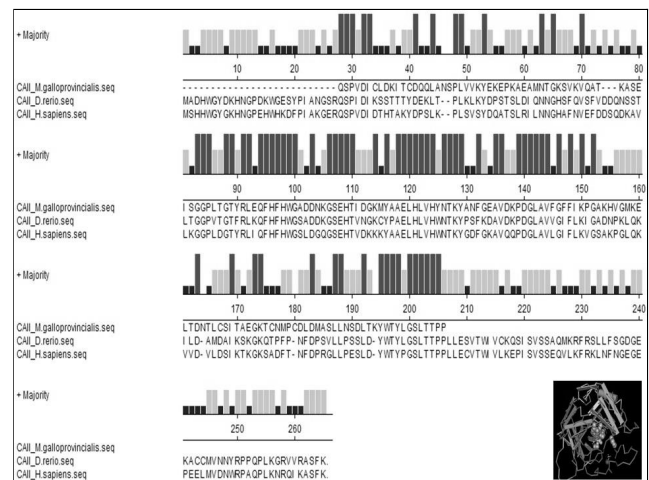 + Majority
10 20 30 40 50 60 70 80
CAII_M.galloprovincialis.seq - - - - - - - - - - - - - - - - - - - - - - - - - - - QSPVDI CLDKI TCDQQLANSPLVVKYEKEPKAEAMNTGKSVKVQAT- - - KASE
CAII_D.rerio.seq MADHWGYDKHNGPDKWGESYPI ANGSRQSPI DI KSSTTTYDEKLT- - PLKLKYDPSTSLDI QNNGHSFQVSFVDDQNSST
CAII_H.sapiens.seq MSHHWGYGKHNGPEHWHKDFPI AKGERQSPVDI DTHTAKYDPSLK- - PLSVSYDQATSLRI LNNGHAFNVEFDDSQDKAV
+ Majority
90 100 110 120 130 140 150 160
CAII_M.galloprovincialis.seq I SGGPLTGTYRLEQFHFHWGADDNKGSEHTI DGKMYAAELHLVHYNTKYANFGEAVDKPDGLAVFGFFI KPGAKHVGMKE
CAII_D.rerio.seq LTGGPVTGTFRLKQFHFHWGSADDKGSEHTVNGKCYPAELHLVHWNTKYPSFKDAVDKPDGLAVVGI FLKI GADNPKLQK
CAII_H.sapiens.seq LKGGPLDGTYRLI QFHFHWGSLDGQGSEHTVDKKKYAAELHLVHWNTKYGDFGKAVQQPDGLAVLGI FLKVGSAKPGLQK
+ Majority
170 180 190 200 210 220 230 240
CAII_M.galloprovincialis.seq LTDNTLCSI TAEGKTCNMPCDLDMASLLNSDLTKYWTYLGSLTTPP
CAII_D.rerio.seq ILD- AMDAI KSKGKQTPFP- NFDPSVLLPSSLD- YWTYLGSLTTPPLLESVTWI VCKQSI SVSSAQMKRFRSLLFSGDGE
CAII_H.sapiens.seq VVD- VLDSI KTKGKSADFT- NFDPRGLLPESLD- YWTYPGSLTTPPLLECVTWI VLKEPI SVSSEQVLKFRKLNFNGEGE
+ Majority
250 260
CAII_M.galloprovincialis.seq
CAII_D.rerio.seq KACCMVNNYRPPQPLKGRVVRASFK.
CAII_H.sapiens.seq PEELMVDNWRPAQPLKNRQI KASFK.